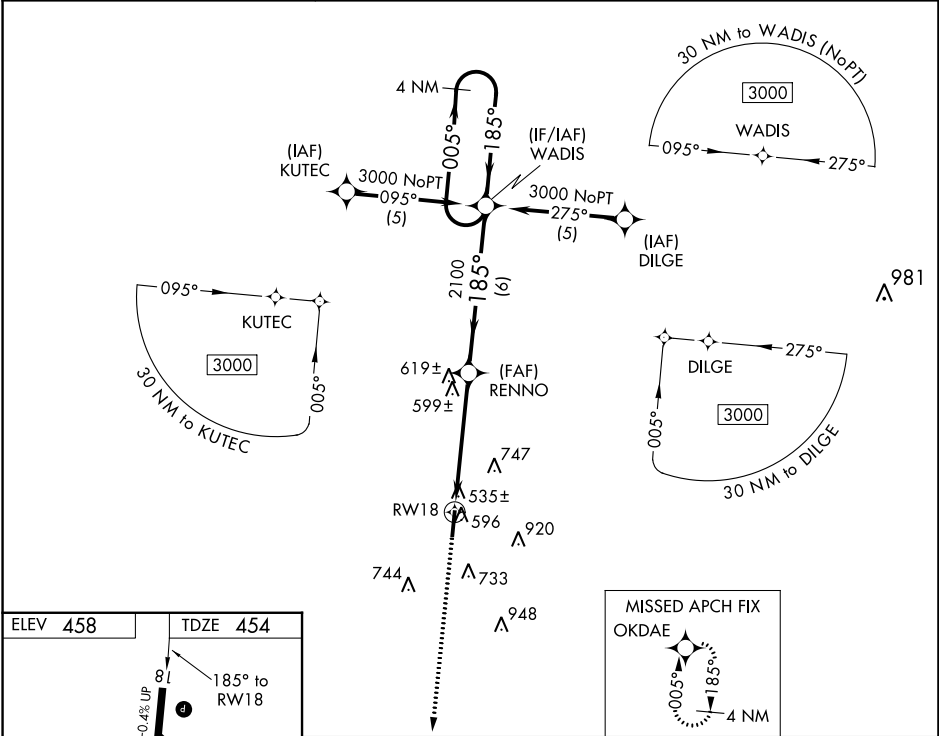 30 NM to WADIS (NoPT)
3000
WADIS
095°
275°
4 NM
005°
185°
(IF/IAF)
WADIS
(IAF)
KUTEC
3000 NoPT
095°
(5)
3000 NoPT
275°
(5)
(IAF)
DILGE
2100
185°
(6)
981
095°
KUTEC
3000
005°
30 NM to KUTEC
275°
DILGE
3000
005°
30 NM to DILGE
619±
(FAF)
RENNO
599±
747
535±
RW18
596
920
744
733
948
MISSED APCH FIX
OKDAE
005°
185°
4 NM
ELEV 458
TDZE 454
18
185° to
RW18
0.4% UP
P